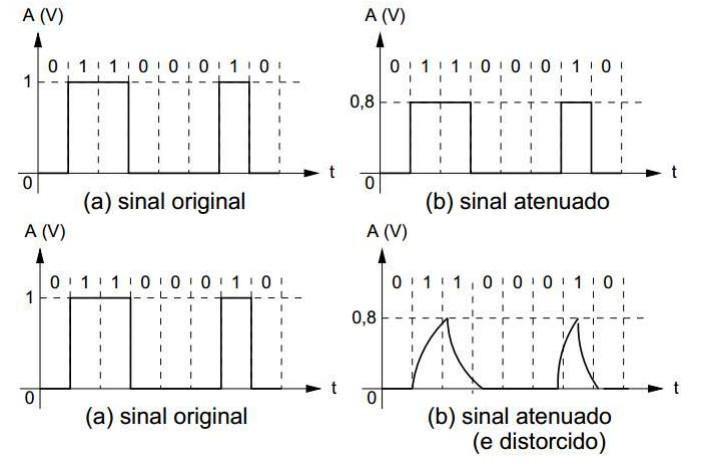 A (V) A (V)
0 1 1 0 0 0 1 0 0 1 1 0 0 0 1 0
1 0,8
0 t 0 t
(a) sinal original (b) sinal atenuado
A (V) A (V)
0 1 1 0 0 0 1 0 0 1 1 0 0 0 1 0
1 0,8
0 t 0 t
(a) sinal original (b) sinal atenuado
(e distorcido)